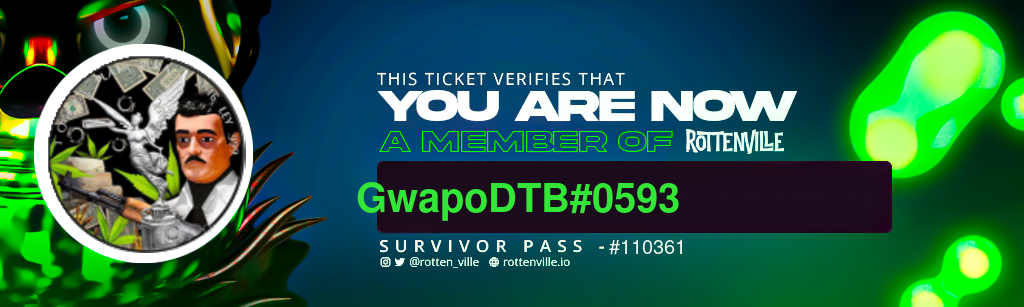 THIS TICKET VERIFIES THAT
YOU ARE NOW
A MEMBER OF ROTTENVILLE
GwapoDTB#0593
SURVIVOR PASS - #110361
@rotten_ville rottenville.io